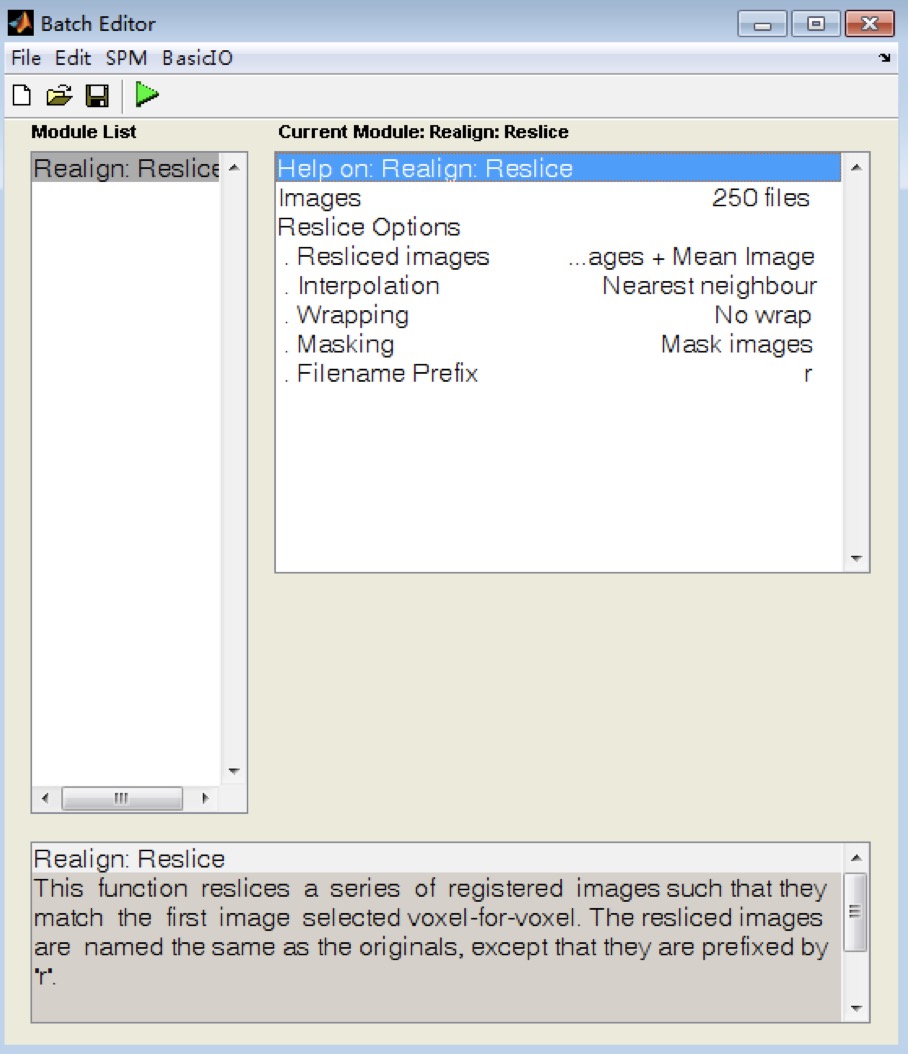 Batch Editor
File Edit SPM BasicIO
Module List
Realign: Reslice
Current Module: Realign: Reslice
Help on: Realign: Reslice
Images 250 files
Reslice Options
. Resliced images ...ages + Mean Image
. Interpolation Nearest neighbour
. Wrapping No wrap
. Masking Mask images
. Filename Prefix r
Realign: Reslice
This function reslices a series of registered images such that they
match the first image selected voxel-for-voxel. The resliced images
are named the same as the originals, except that they are prefixed by
'r'.